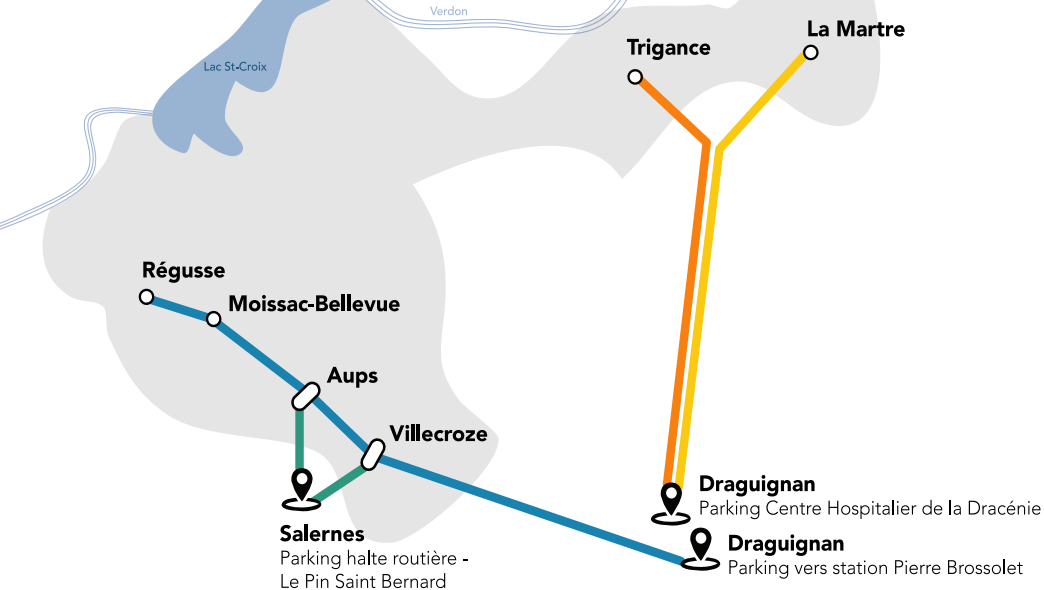 Verdon
La Martre
Trigance
Lac St-Croix
Régusse
Moissac-Bellevue
Aups
Villecroze
Draguignan
Parking Centre Hospitalier de la Dracénie
Salernes
Parking halte routière -
Le Pin Saint Bernard
Draguignan
Parking vers station Pierre Brossolet